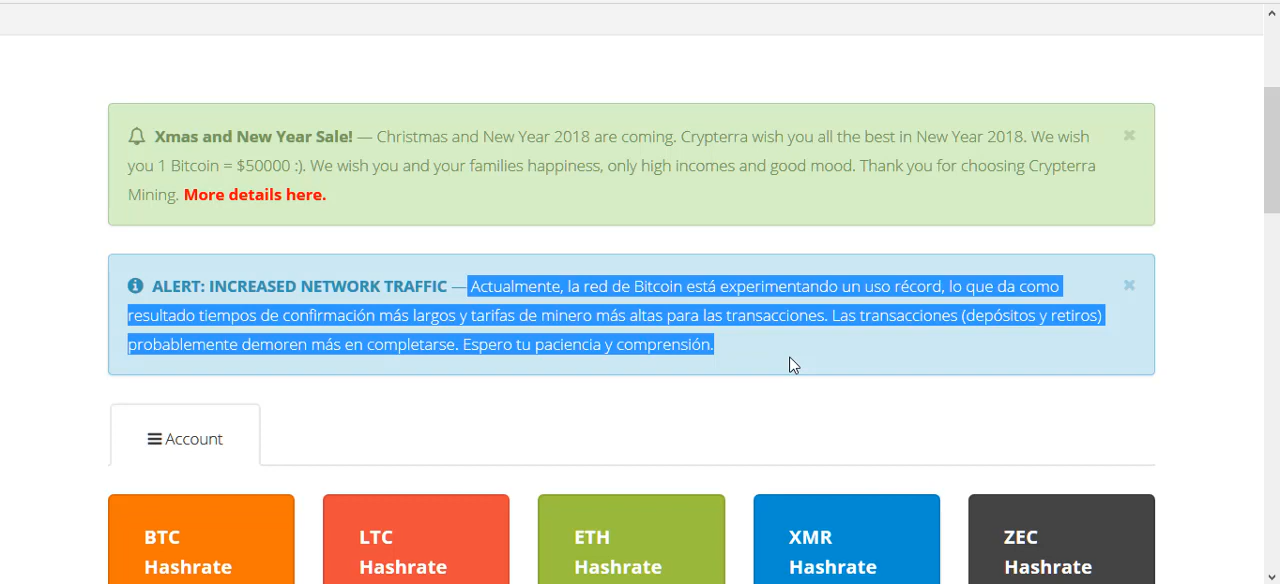 Xmas and New Year Sale! — Christmas and New Year 2018 are coming. Crypterra wish you all the best in New Year 2018. We wish
you 1 Bitcoin = $50000 :). We wish you and your families happiness, only high incomes and good mood. Thank you for choosing Crypterra
Mining. More details here.
ALERT: INCREASED NETWORK TRAFFIC — Actualmente, la red de Bitcoin está experimentando un uso récord, lo que da como
resultado tiempos de confirmación más largos y tarifas de minero más altas para las transacciones. Las transacciones (depósitos y retiros)
probablemente demoren más en completarse. Espero tu paciencia y comprensión.
Account
BTC LTC ETH XMR ZEC
Hashrate Hashrate Hashrate Hashrate Hashrate